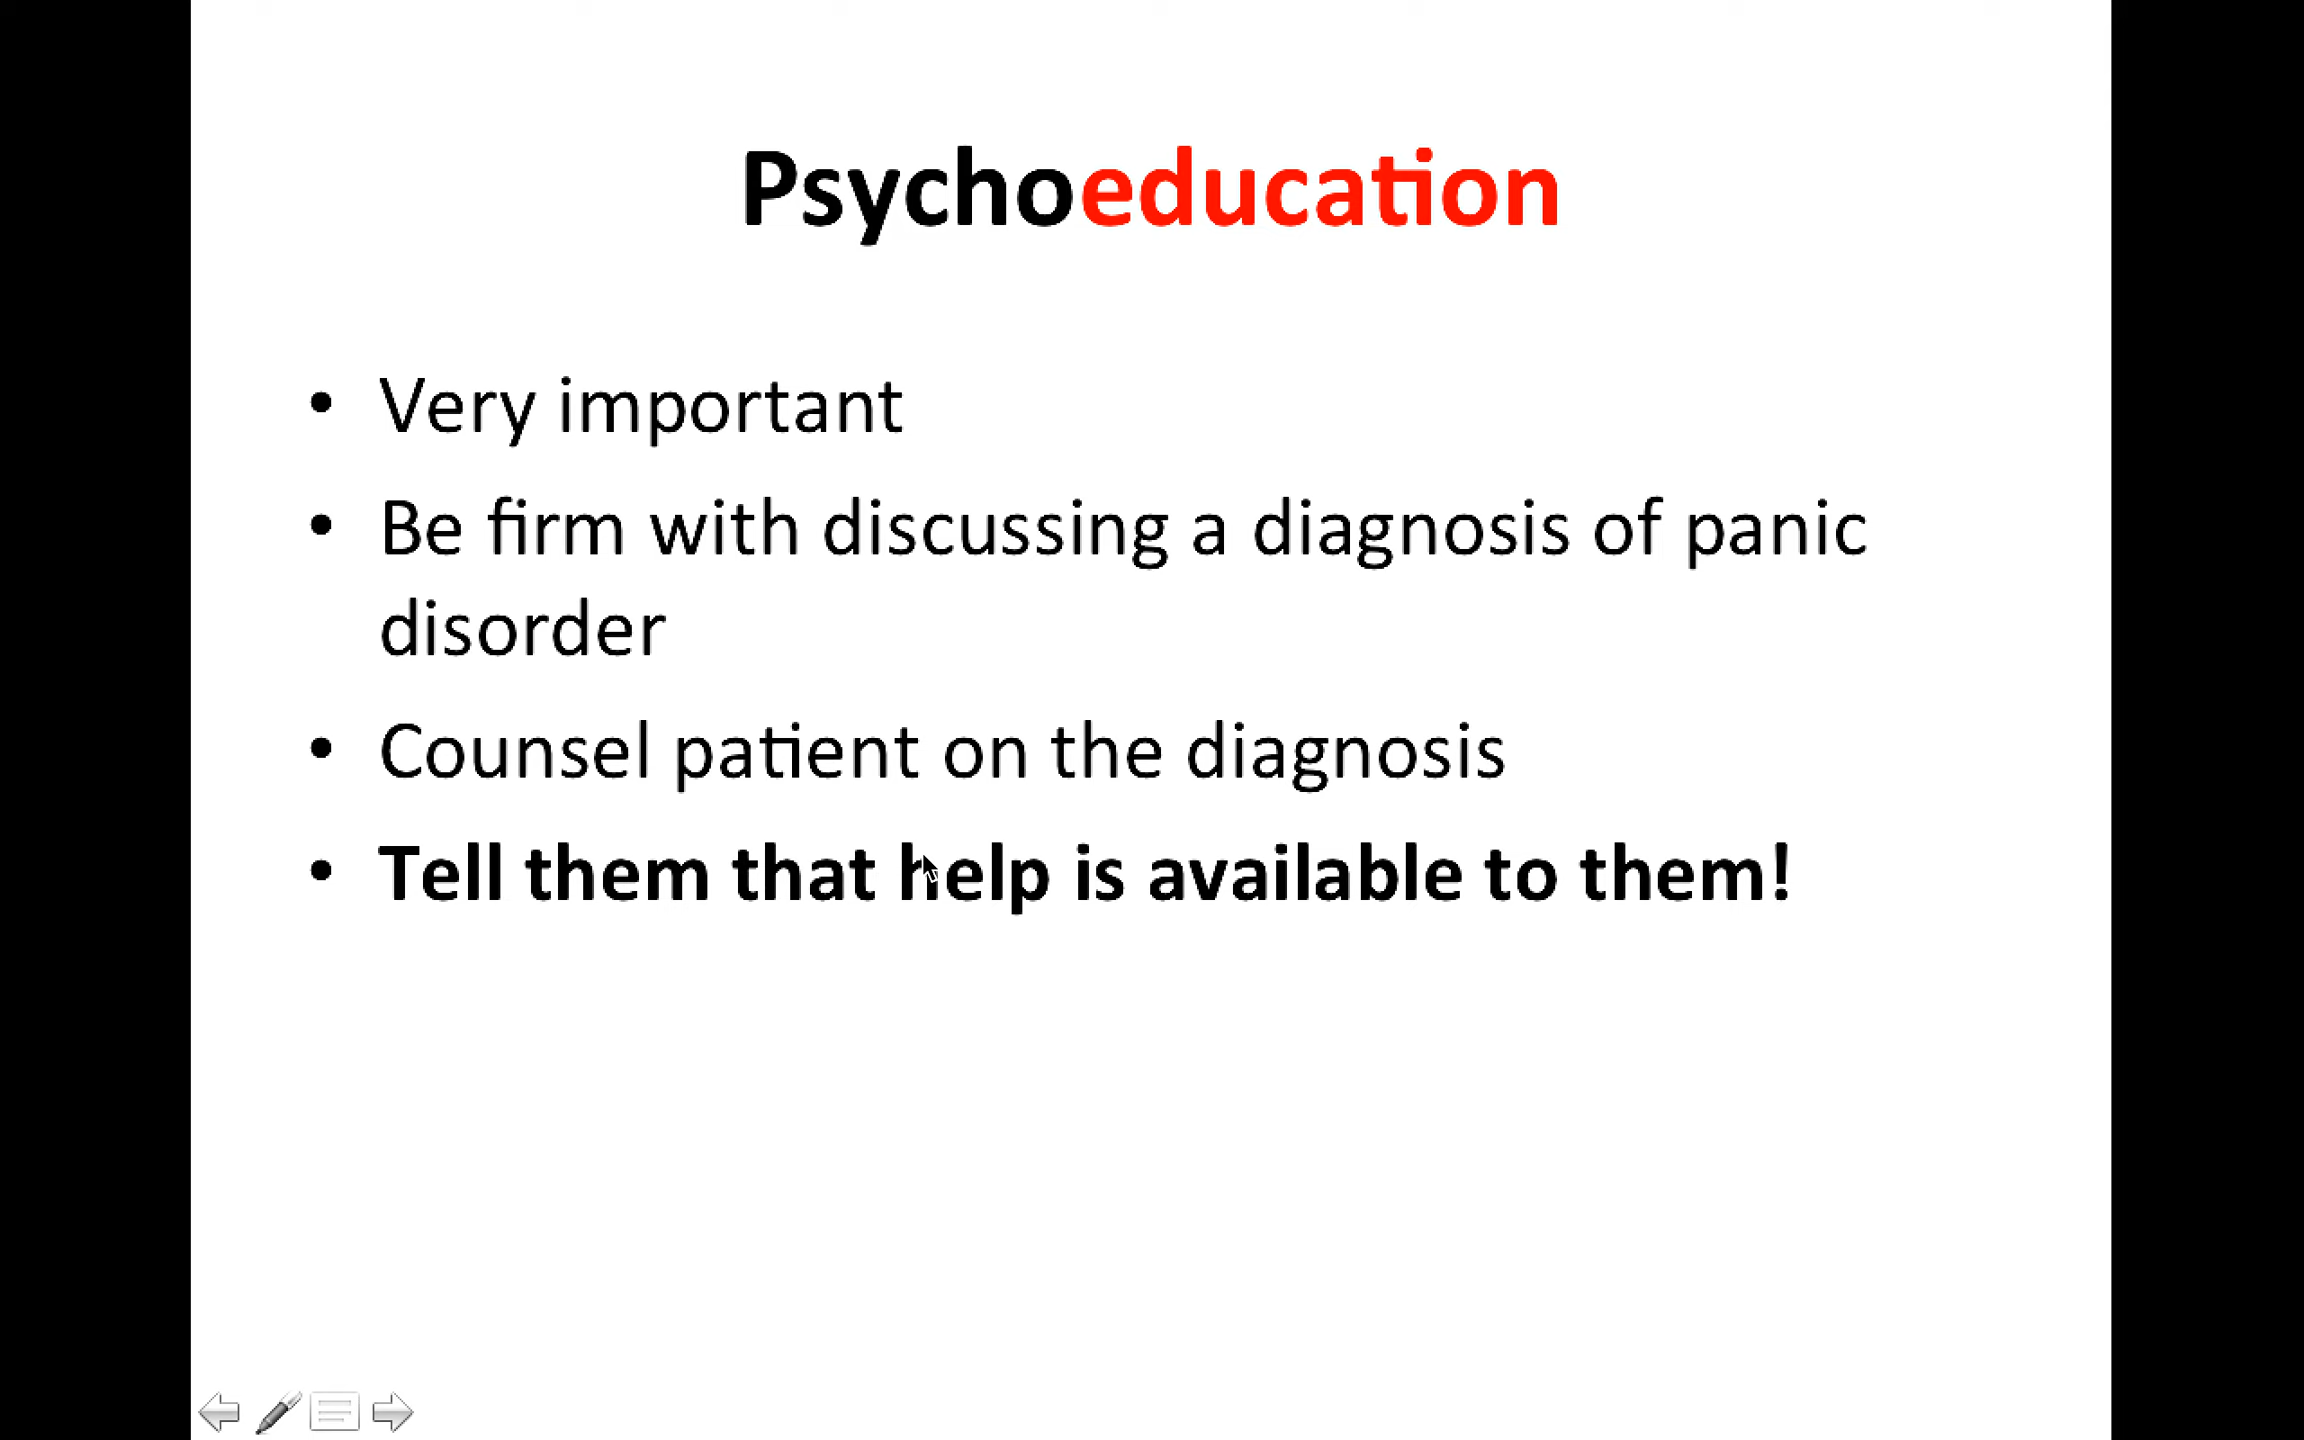 Psychoeducation
• Very important
• Be firm with discussing a diagnosis of panic
disorder
• Counsel patient on the diagnosis
• Tell them that help is available to them!